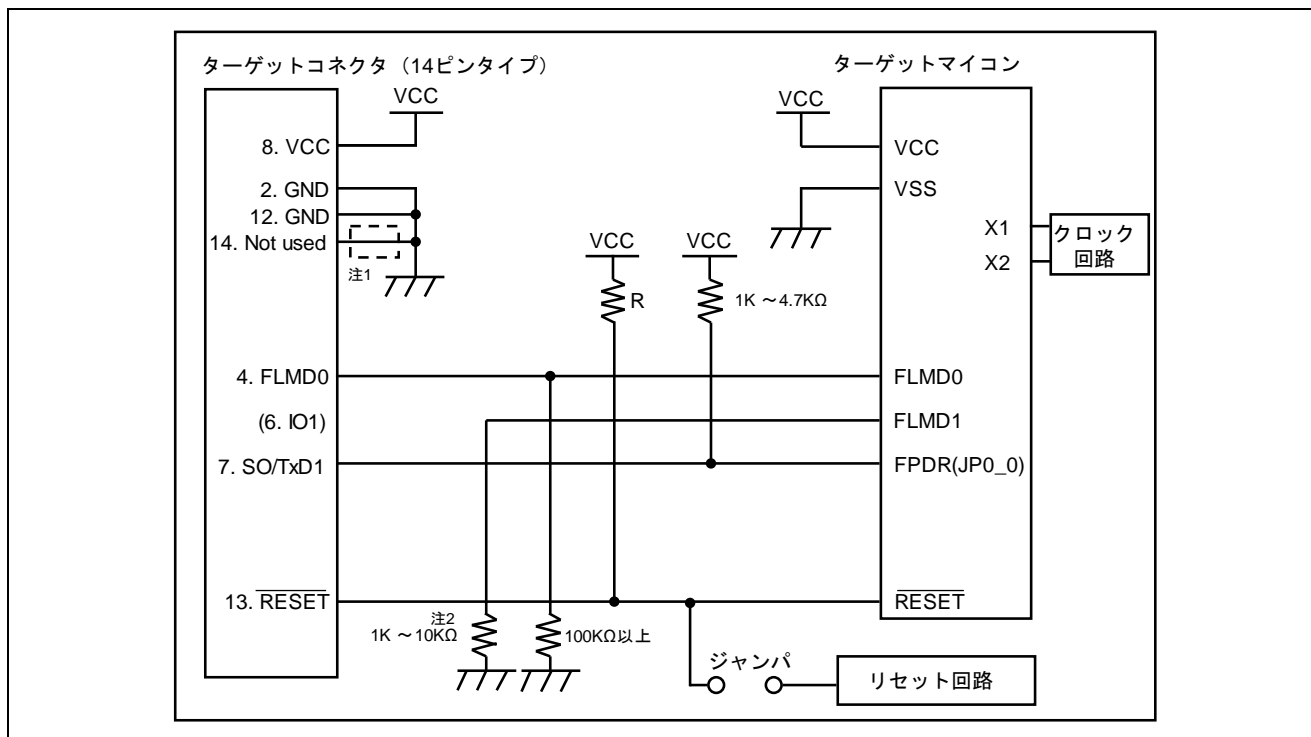 ターゲットコネクタ（14ピンタイプ）
ターゲットマイコン
VCC
VCC
8. VCC
VCC
2. GND
VSS
12. GND
14. Not used
注1
VCC
VCC
X1
X2
クロック
回路
R
1K ～4.7KΩ
4. FLMD0
FLMD0
(6. IO1)
FLMD1
7. SO/TxD1
FPDR(JP0_0)
13. RESET
RESET
注2
1K ～10KΩ
100KΩ以上
ジャンパ
リセット回路